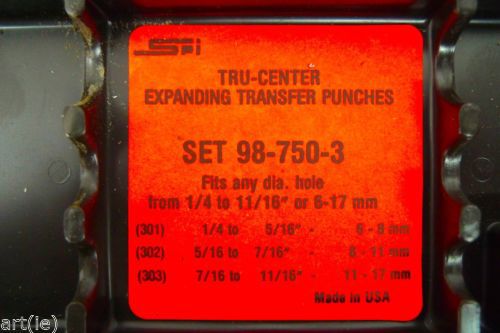 SPI
TRU-CENTER
EXPANDING TRANSFER PUNCHES
SET 98-750-3
Fits any dia. hole
from 1/4 to 11/16" or 6-17 mm
(301) 1/4 to 5/16" - 6-8 mm
(302) 5/16 to 7/16" - 8-11 mm
(303) 7/16 to 11/16" - 11-17 mm
Made in USA
art(ie)